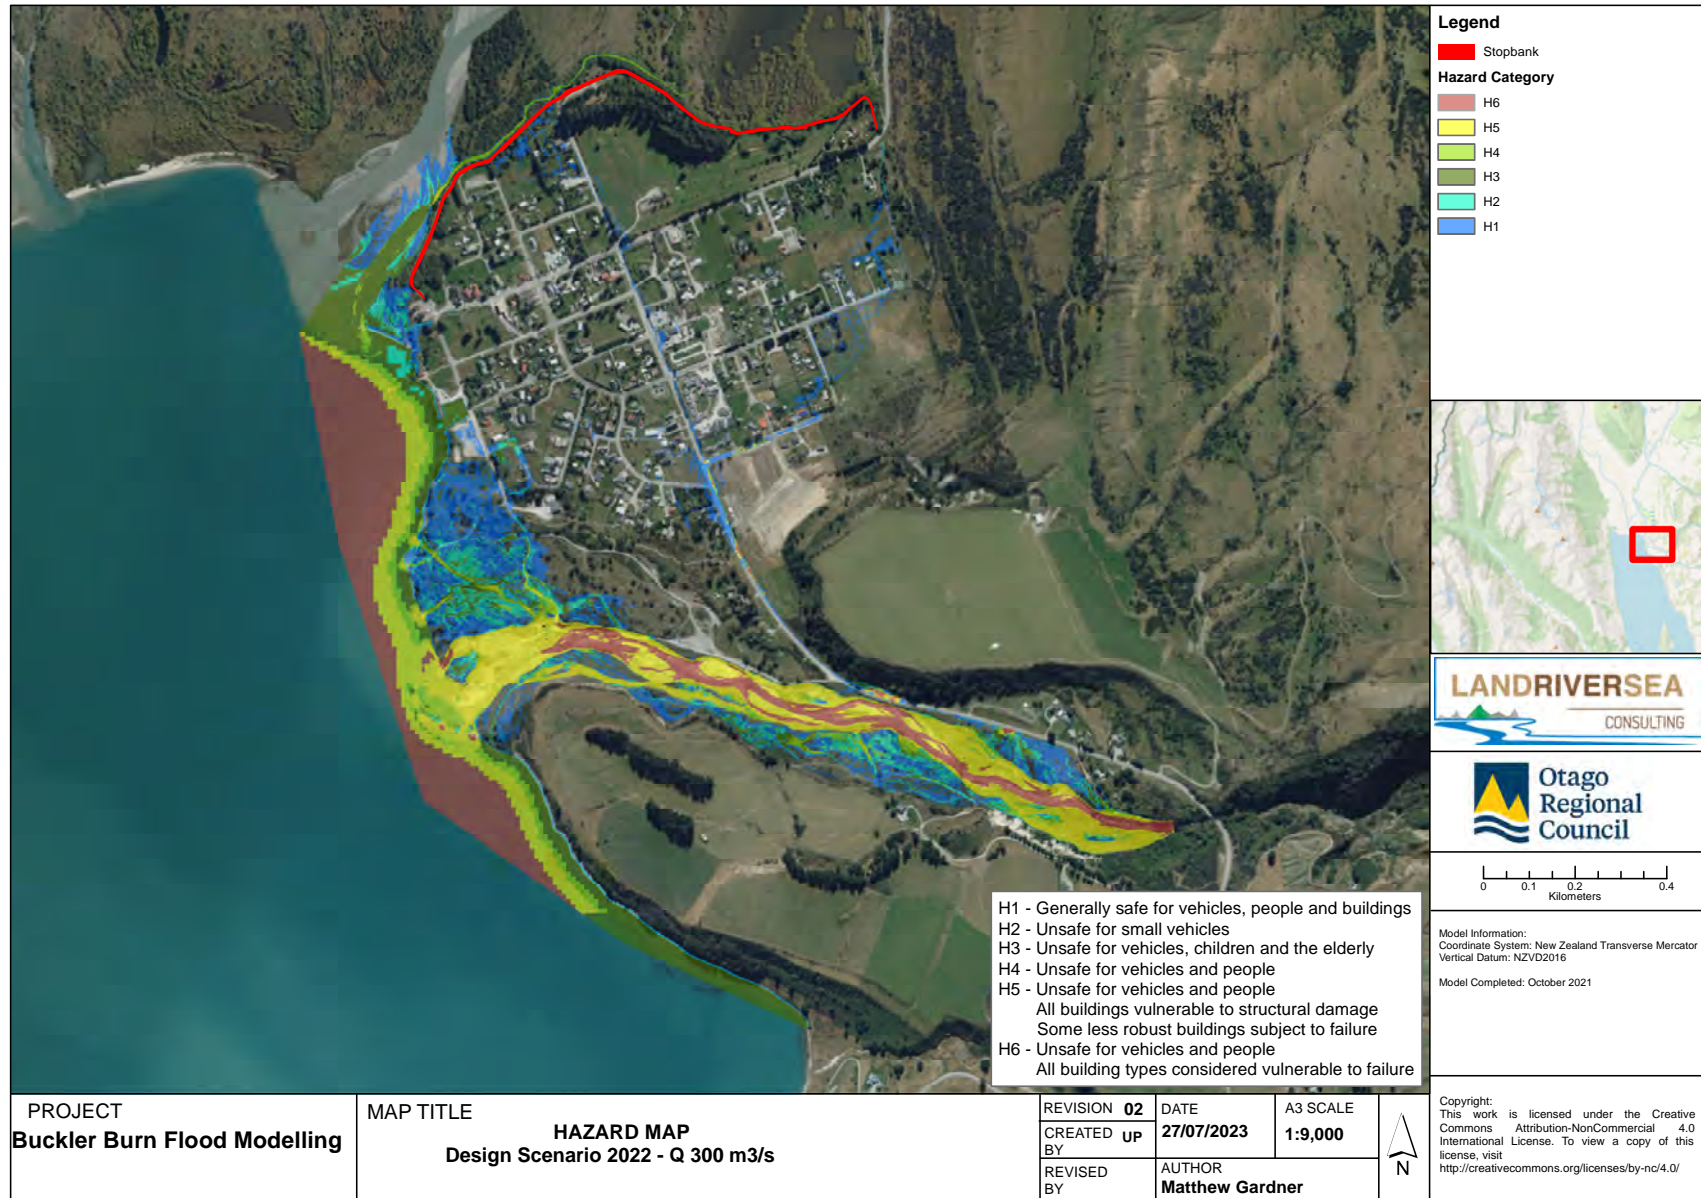 Legend
Stopbank
Hazard Category
H6
H5
H4
H3
H2
H1
LANDRIVERSEA
CONSULTING
Otago
Regional
Council
0 0.1 0.2 0.4
Kilometers
Model Information:
Coordinate System: New Zealand Transverse Mercator
Vertical Datum: NZVD2016
Model Completed: October 2021
H1 - Generally safe for vehicles, people and buildings
H2 - Unsafe for small vehicles
H3 - Unsafe for vehicles, children and the elderly
H4 - Unsafe for vehicles and people
H5 - Unsafe for vehicles and people
All buildings vulnerable to structural damage
Some less robust buildings subject to failure
H6 - Unsafe for vehicles and people
All building types considered vulnerable to failure
PROJECT
Buckler Burn Flood Modelling
MAP TITLE
HAZARD MAP
Design Scenario 2022 - Q 300 m3/s
REVISION 02
CREATED BY UP
REVISED BY
DATE
27/07/2023
A3 SCALE
1:9,000
AUTHOR
Matthew Gardner
N
Copyright:
This work is licensed under the Creative
Commons Attribution-NonCommercial 4.0
International License. To view a copy of this
license, visit
http://creativecommons.org/licenses/by-nc/4.0/